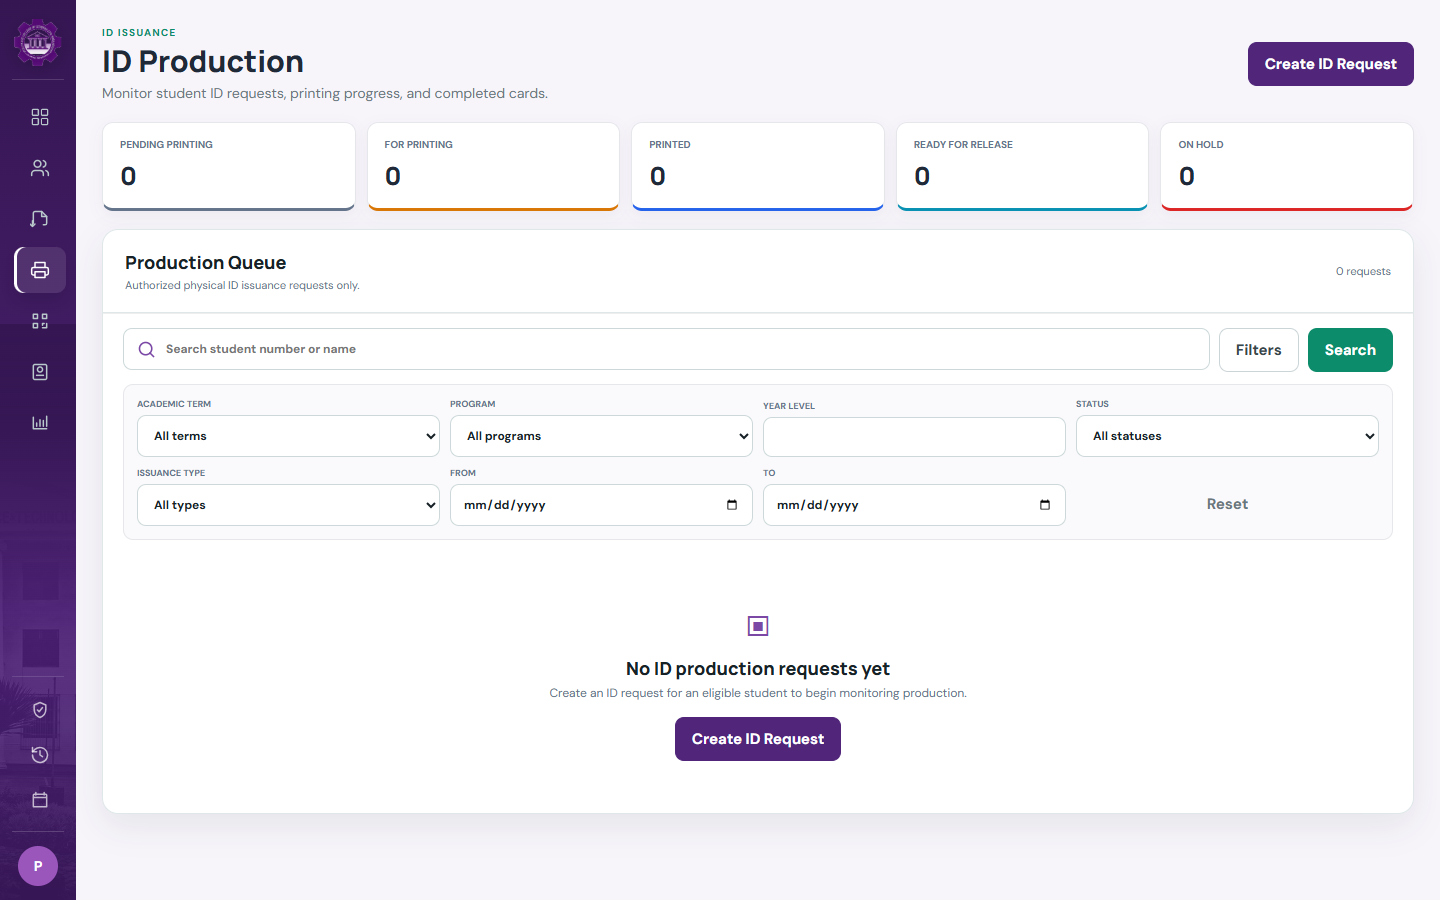 ID ISSUANCE
ID Production
Monitor student ID requests, printing progress, and completed cards.
Create ID Request
PENDING PRINTING
0
FOR PRINTING
0
PRINTED
0
READY FOR RELEASE
0
ON HOLD
0
Production Queue
Authorized physical ID issuance requests only.
0 requests
Search student number or name
Filters
Search
ACADEMIC TERM
All terms
PROGRAM
All programs
YEAR LEVEL
STATUS
All statuses
ISSUANCE TYPE
All types
FROM
mm/dd/yyyy
TO
mm/dd/yyyy
Reset
No ID production requests yet
Create an ID request for an eligible student to begin monitoring production.
Create ID Request
P